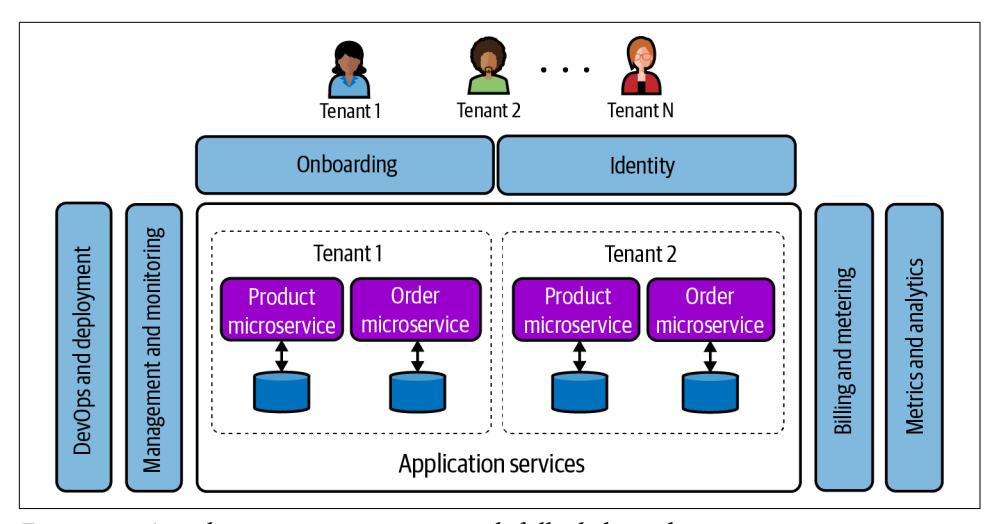 Tenant 1
Tenant 2
. . .
Tenant N
Onboarding
Identity
DevOps and deployment
Management and monitoring
Tenant 1
Product
microservice
Order
microservice
Tenant 2
Product
microservice
Order
microservice
Application services
Billing and metering
Metrics and analytics